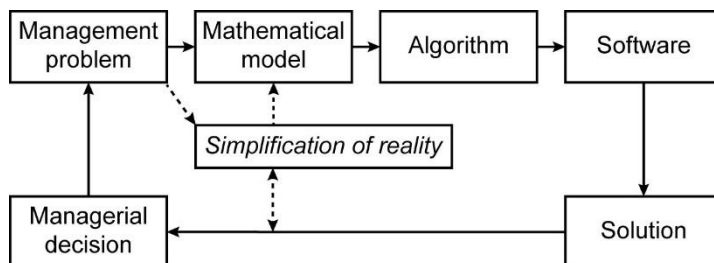 Management
problem
Mathematical
model
Algorithm
Software
Simplification of reality
Managerial
decision
Solution